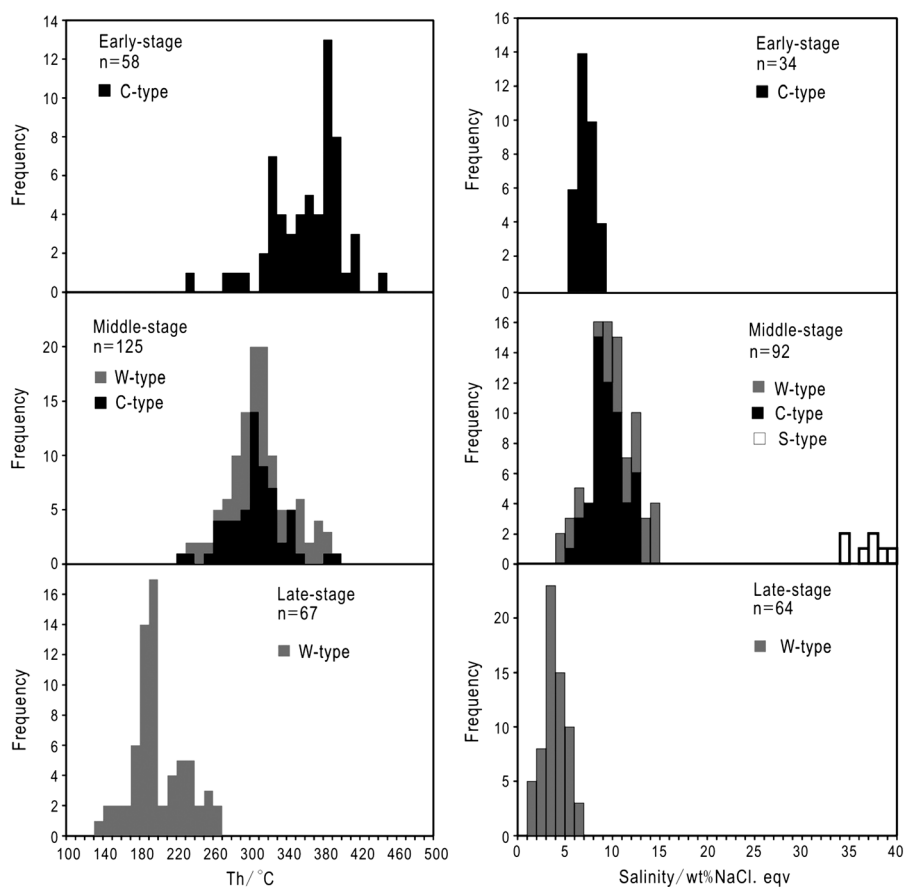 14
12
10
8
6
4
2
0
Frequency
Early-stage
n=58
C-type
16
14
12
10
8
6
4
2
0
Frequency
Early-stage
n=34
C-type
20
15
10
5
0
Frequency
Middle-stage
n=125
W-type
C-type
16
14
12
10
8
6
4
2
0
Frequency
Middle-stage
n=92
W-type
C-type
S-type
16
14
12
10
8
6
4
2
0
Frequency
Late-stage
n=67
W-type
100 140 180 220 260 300 340 380 420 460 500
Th/°C
20
15
10
5
0
Frequency
Late-stage
n=64
W-type
0 5 10 15 20 25 30 35 40
Salinity/wt%NaCl. eqv